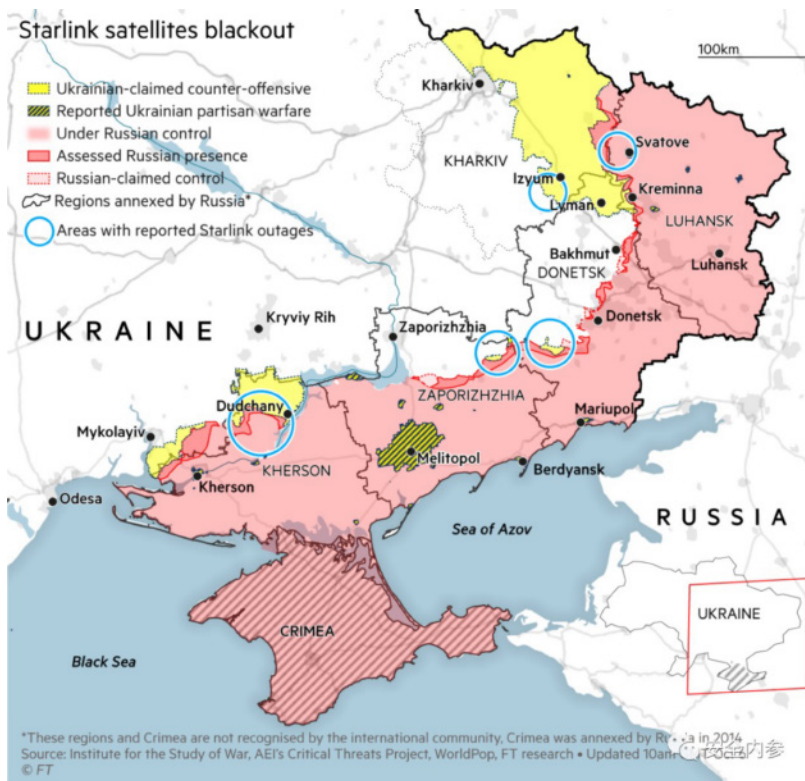 Starlink satellites blackout
100km
Ukrainian-claimed counter-offensive
Reported Ukrainian partisan warfare
Under Russian control
Assessed Russian presence
Russian-claimed control
Regions annexed by Russia*
Areas with reported Starlink outages
Kharkiv
KHARKIV
Svatove
Izyum
Lyman
Kreminna
LUHANSK
Bakhmut
DONETSK
Luhansk
Kryviy Rih
UKRAINE
Zaporizhzhia
Donetsk
ZAPORIZHZHIA
Dudchany
Mariupol
Mykolayiv
KHERSON
Melitopol
Kherson
Berdyansk
Odesa
RUSSIA
Sea of Azov
UKRAINE
CRIMEA
Black Sea
*These regions and Crimea are not recognised by the international community, Crimea was annexed by Russia in 2014
Source: Institute for the Study of War, AEI's Critical Threats Project, WorldPop, FT research • Updated 10am
© FT
安全内参